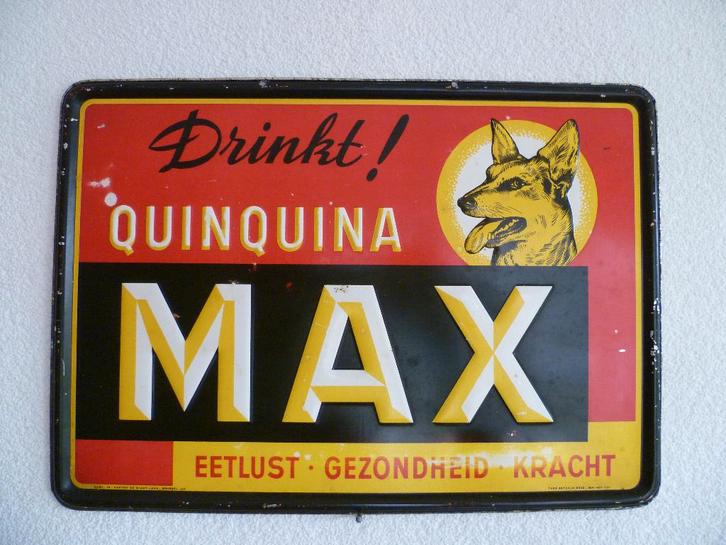 Drinkt!
QUINQUINA
MAX
EETLUST · GEZONDHEID · KRACHT